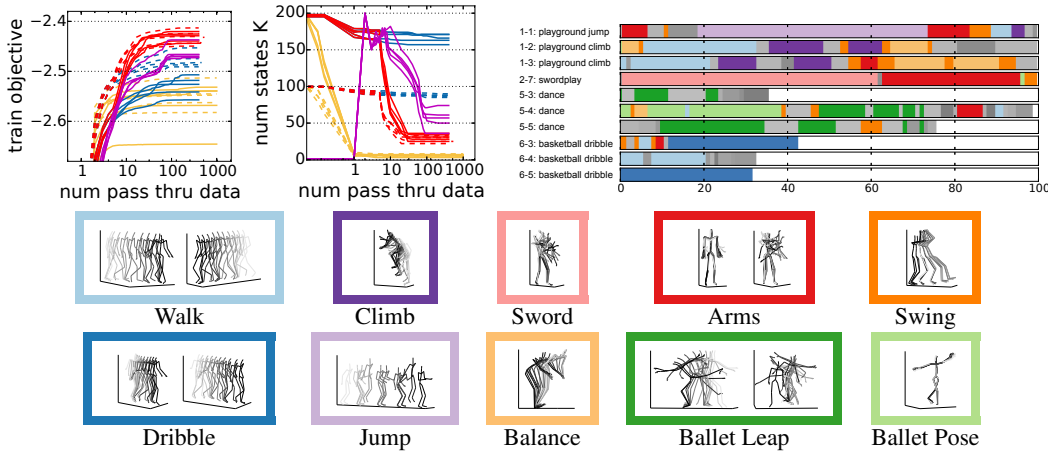 train objective
-2.4
-2.5
-2.6
1
10
100
1000
num pass thru data
num states K
200
150
100
50
0
1
10
100
1000
num pass thru data
1-1: playground jump
1-2: playground climb
1-3: playground climb
2-7: swordplay
5-3: dance
5-4: dance
5-5: dance
6-3: basketball dribble
6-4: basketball dribble
6-5: basketball dribble
0 20 40 60 80 100
Walk Climb Sword Arms Swing
Dribble Jump Balance Ballet Leap Ballet Pose